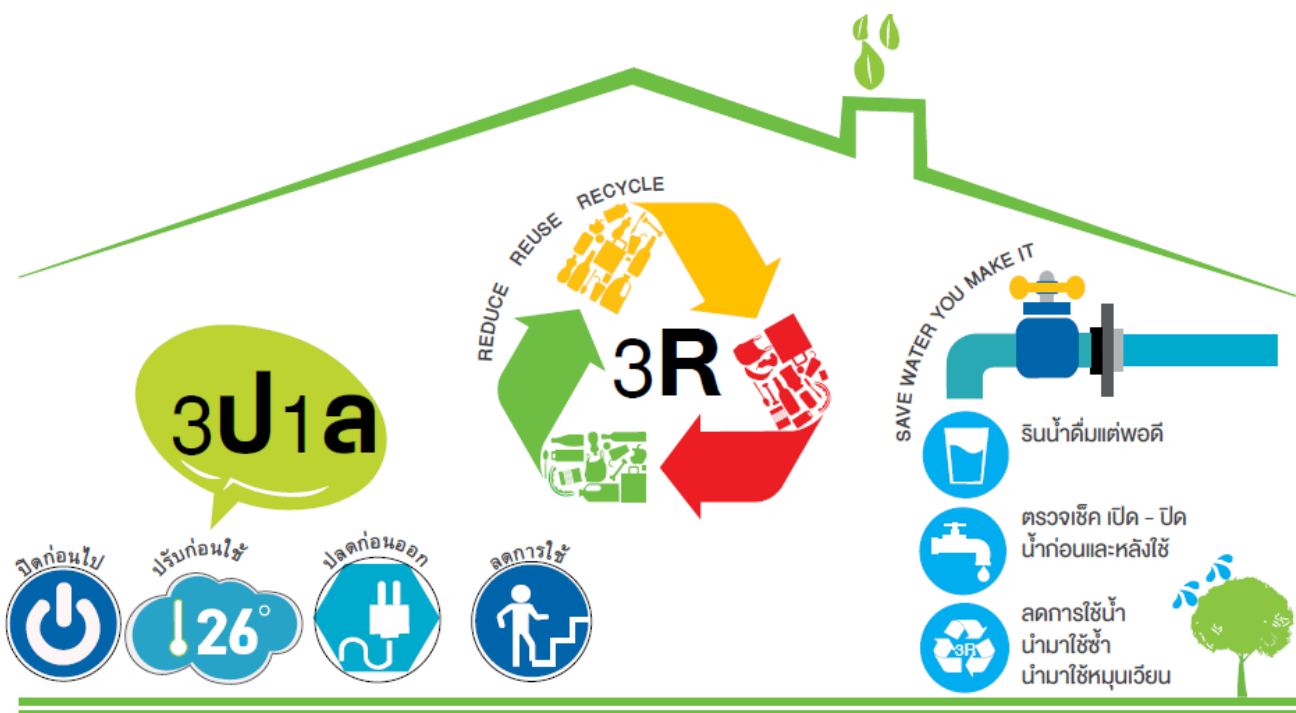 REDUCE REUSE RECYCLE
3R
3ป1ล
ปิดก่อนไป
ปรับก่อนใช้
26°
ปลดก่อนออก
ลดการใช้
SAVE WATER YOU MAKE IT
รินน้ำดื่มแต่พอดี
ตรวจเช็ค เปิด - ปิด
น้ำก่อนและหลังใช้
3R
ลดการใช้น้ำ
นำมาใช้ซ้ำ
นำมาใช้หมุนเวียน